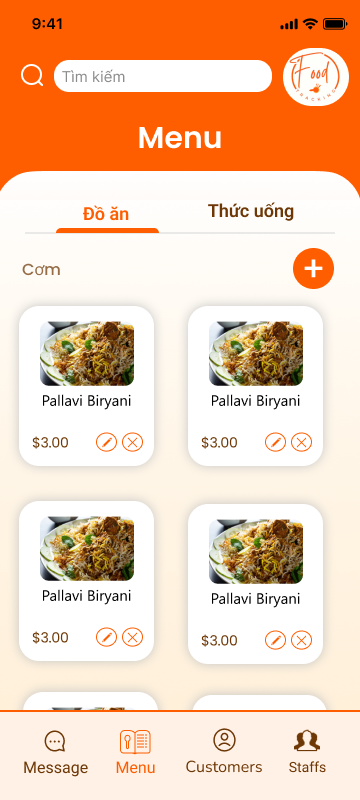 9:41
Tìm kiếm
Food
TRACKING
Menu
Đồ ăn
Thức uống
Cơm
Pallavi Biryani
Pallavi Biryani
$3.00
$3.00
Pallavi Biryani
Pallavi Biryani
$3.00
$3.00
Message
Menu
Customers
Staffs